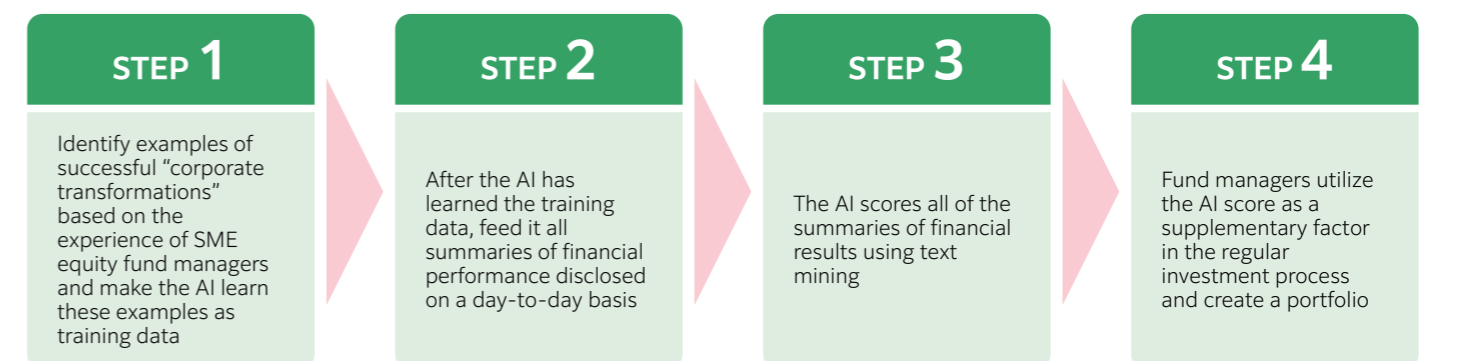 STEP 1
Identify examples of
successful “corporate
transformations”
based on the
experience of SME
equity fund managers
and make the AI learn
these examples as
training data
STEP 2
After the AI has
learned the training
data, feed it all
summaries of financial
performance disclosed
on a day-to-day basis
STEP 3
The AI scores all of the
summaries of financial
results using text
mining
STEP 4
Fund managers utilize
the AI score as a
supplementary factor
in the regular
investment process
and create a portfolio